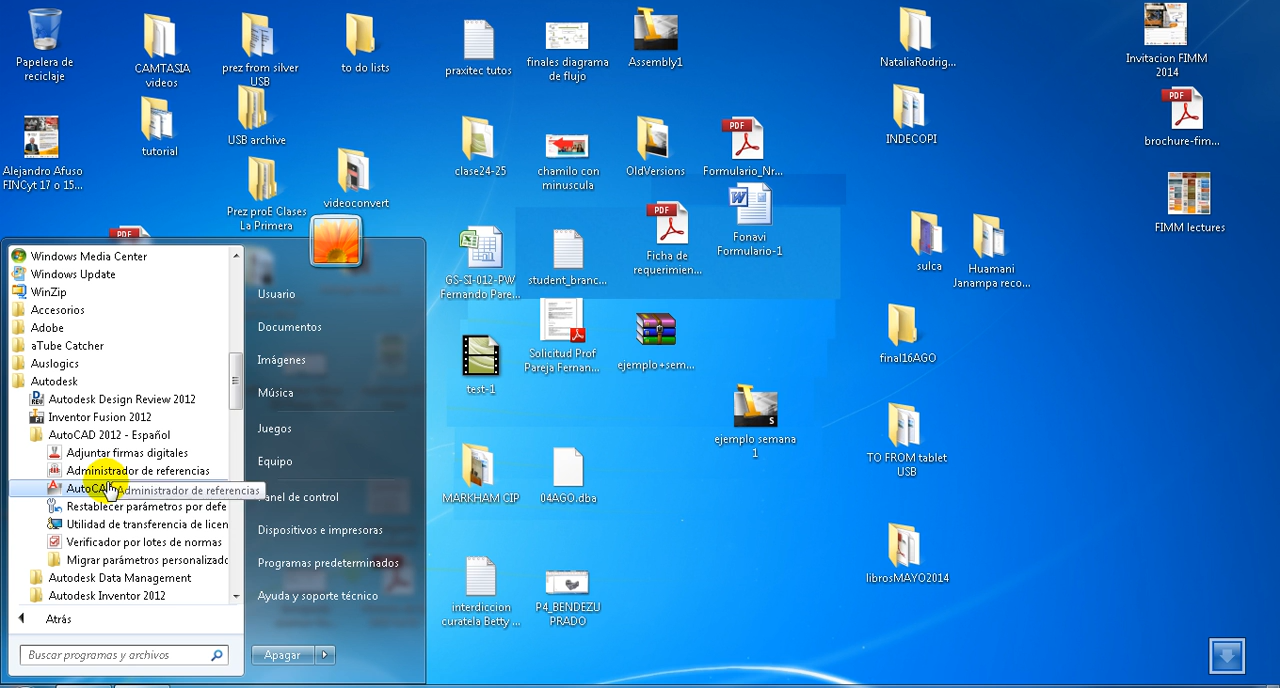 Papelera de
reciclaje
CAMTASIA
videos
prez from silver
USB
to do lists
praxitec tutos
finales diagrama
de flujo
Assembly1
NataliaRodrig...
Invitacion FIMM
2014
tutorial
USB archive
INDECOPI
PDF
brochure-fim...
Alejandro Afuso
FINCyt 17 o 15...
Prez proE Clases
La Primera
videoconvert
clase24-25
chamilo con
minuscula
OldVersions
PDF
Formulario_Nr...
FIMM lectures
PDF
PDF
Ficha de
requerimien...
Fonavi
Formulario-1
GS-SI-012-PW
Fernando Pare...
student_branc...
sulca
Huamani
Janampa reco...
Solicitud Prof
Pareja Fernan...
ejemplo+sem...
final16AGO
test-1
ejemplo semana
1
MARKHAM CIP
04AGO.dba
TO FROM tablet
USB
interdiccion
curatela Betty ...
P4_BENDEZU
PRADO
librosMAYO2014
Windows Media Center
Windows Update
WinZip
Accesorios
Adobe
aTube Catcher
Auslogics
Autodesk
Autodesk Design Review 2012
Inventor Fusion 2012
AutoCAD 2012 - Español
Adjuntar firmas digitales
Administrador de referencias
AutoCA
Administrador de referencias
Restablecer parámetros por defe
Utilidad de transferencia de licen
Verificador por lotes de normas
Migrar parámetros personalizado
Autodesk Data Management
Autodesk Inventor 2012
Atrás
Buscar programas y archivos
Usuario
Documentos
Imágenes
Música
Juegos
Equipo
Panel de control
Dispositivos e impresoras
Programas predeterminados
Ayuda y soporte técnico
Apagar